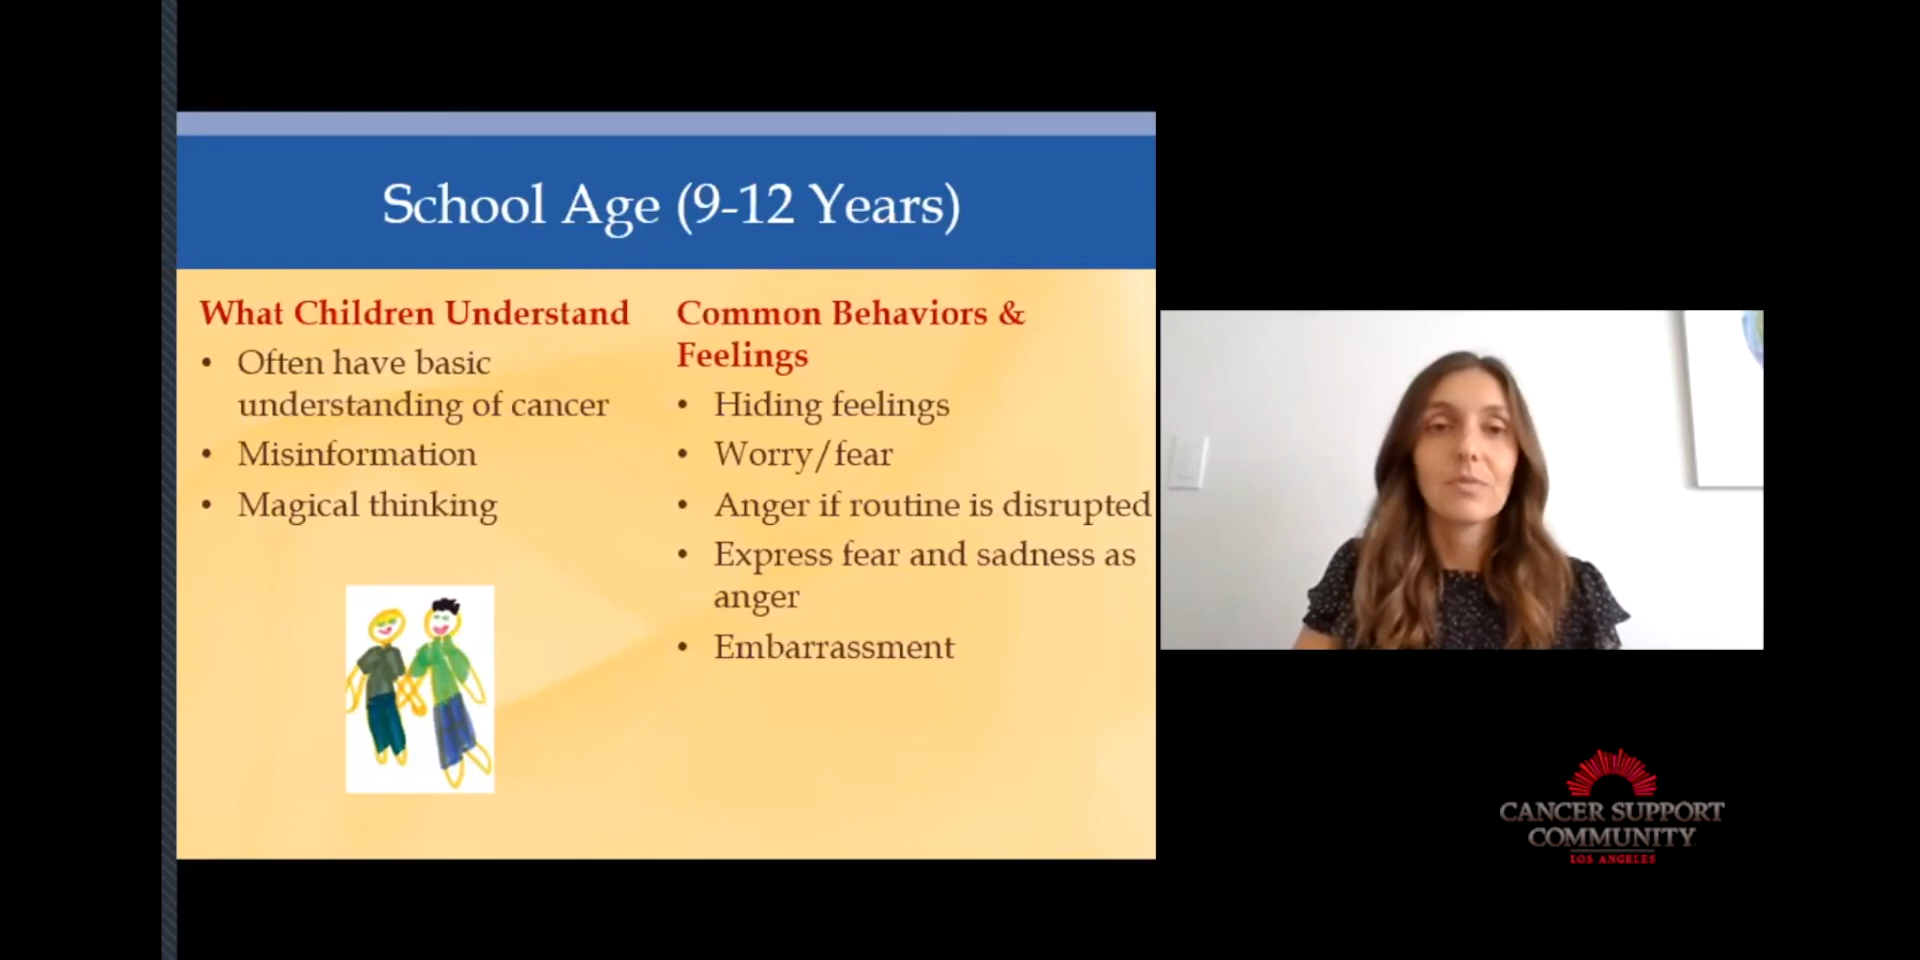 School Age (9-12 Years)
What Children Understand
• Often have basic
understanding of cancer
• Misinformation
• Magical thinking
Common Behaviors &
Feelings
• Hiding feelings
• Worry/fear
• Anger if routine is disrupted
• Express fear and sadness as
anger
• Embarrassment
CANCER SUPPORT
COMMUNITY
LOS ANGELES